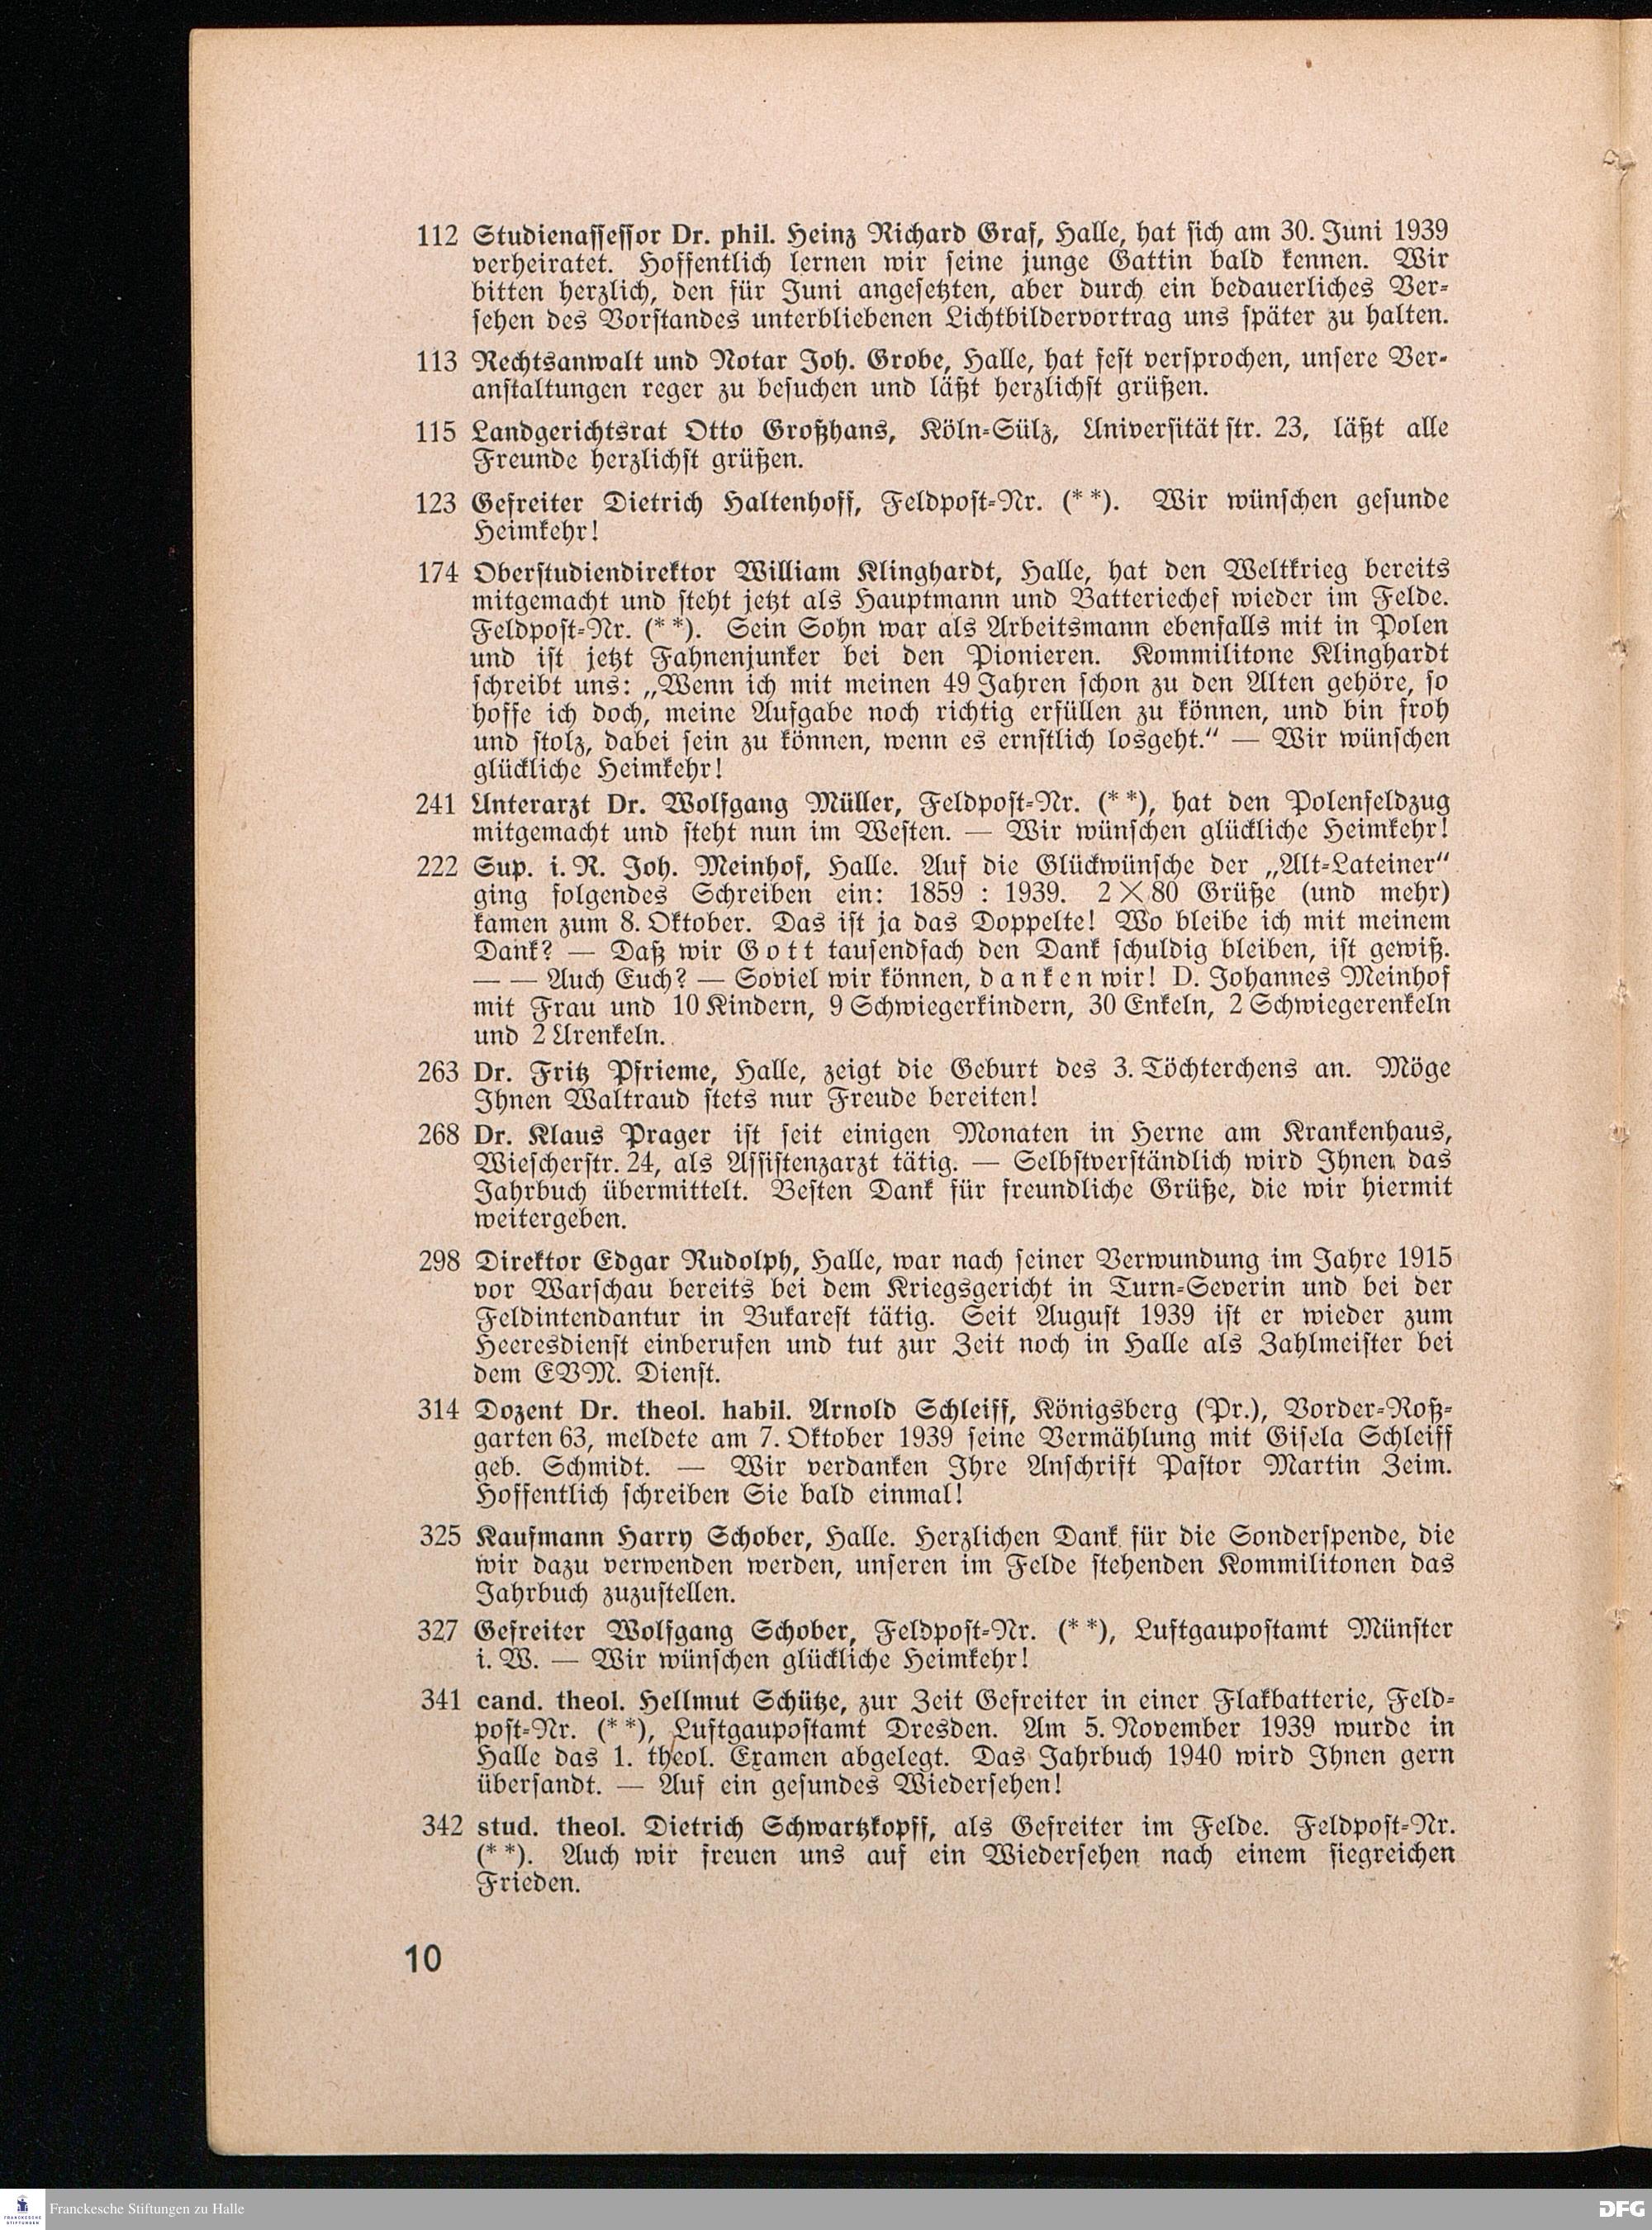 112 Studienassessor Dr. phil. Heinz Richard Graf, Halle, hat sich am 30. Juni 1939
verheiratet. Hoffentlich lernen wir seine junge Gattin bald kennen. Wir
bitten herzlich, den für Juni angesetzten, aber durch ein bedauerliches Ver-
sehen des Vorstandes unterbliebenen Lichtbildervortrag uns später zu halten.
113 Rechtsanwalt und Notar Joh. Grobe, Halle, hat fest versprochen, unsere Ver-
anstaltungen reger zu besuchen und läßt herzlichst grüßen.
115 Landgerichtsrat Otto Großhans, Köln-Sülz, Universität str. 23, läßt alle
Freunde herzlichst grüßen.
123 Gefreiter Dietrich Haltenhoff, Feldpost-Nr. (* *). Wir wünschen gesunde
Heimkehr!
174 Oberstudiendirektor William Klinghardt, Halle, hat den Weltkrieg bereits
mitgemacht und steht jetzt als Hauptmann und Batteriechef wieder im Felde.
Feldpost-Nr. (* *). Sein Sohn war als Arbeitsmann ebenfalls mit in Polen
und ist jetzt Fahnenjunker bei den Pionieren. Kommilitone Klinghardt
schreibt uns: „Wenn ich mit meinen 49 Jahren schon zu den Alten gehöre, so
hoffe ich doch, meine Aufgabe noch richtig erfüllen zu können, und bin froh
und stolz, dabei sein zu können, wenn es ernstlich losgeht.“ — Wir wünschen
glückliche Heimkehr!
241 Unterarzt Dr. Wolfgang Müller, Feldpost-Nr. (* *), hat den Polenfeldzug
mitgemacht und steht nun im Westen. — Wir wünschen glückliche Heimkehr!
222 Sup. i. R. Joh. Meinhof, Halle. Auf die Glückwünsche der „Alt-Lateiner“
ging folgendes Schreiben ein: 1859 : 1939. 2 × 80 Grüße (und mehr)
kamen zum 8. Oktober. Das ist ja das Doppelte! Wo bleibe ich mit meinem
Dank? — Daß wir Gott tausendfach den Dank schuldig bleiben, ist gewiß.
— — Auch Euch? — Soviel wir können, danken wir! D. Johannes Meinhof
mit Frau und 10 Kindern, 9 Schwiegerkindern, 30 Enkeln, 2 Schwiegerenkeln
und 2 Urenkeln.
263 Dr. Fritz Pfrieme, Halle, zeigt die Geburt des 3. Töchterchens an. Möge
Ihnen Waltraud stets nur Freude bereiten!
268 Dr. Klaus Prager ist seit einigen Monaten in Herne am Krankenhaus,
Wiescherstr. 24, als Assistenzarzt tätig. — Selbstverständlich wird Ihnen das
Jahrbuch übermittelt. Besten Dank für freundliche Grüße, die wir hiermit
weitergeben.
298 Direktor Edgar Rudolph, Halle, war nach seiner Verwundung im Jahre 1915
vor Warschau bereits bei dem Kriegsgericht in Turn-Severin und bei der
Feldintendantur in Bukarest tätig. Seit August 1939 ist er wieder zum
Heeresdienst einberufen und tut zur Zeit noch in Halle als Zahlmeister bei
dem EVM. Dienst.
314 Dozent Dr. theol. habil. Arnold Schleiff, Königsberg (Pr.), Vorder-Roß-
garten 63, meldete am 7. Oktober 1939 seine Vermählung mit Gisela Schleiff
geb. Schmidt. — Wir verdanken Ihre Anschrift Pastor Martin Zeim.
Hoffentlich schreiben Sie bald einmal!
325 Kaufmann Harry Schober, Halle. Herzlichen Dank für die Sonderspende, die
wir dazu verwenden werden, unseren im Felde stehenden Kommilitonen das
Jahrbuch zuzustellen.
327 Gefreiter Wolfgang Schober, Feldpost-Nr. (* *), Luftgaupostamt Münster
i. W. — Wir wünschen glückliche Heimkehr!
341 cand. theol. Hellmut Schütze, zur Zeit Gefreiter in einer Flakbatterie, Feld-
post-Nr. (* *), Luftgaupostamt Dresden. Am 5. November 1939 wurde in
Halle das 1. theol. Examen abgelegt. Das Jahrbuch 1940 wird Ihnen gern
übersandt. — Auf ein gesundes Wiedersehen!
342 stud. theol. Dietrich Schwartzkopff, als Gefreiter im Felde. Feldpost-Nr.
(* *). Auch wir freuen uns auf ein Wiedersehen nach einem siegreichen
Frieden.
10
FRANCKESCHE
STIFTUNGEN
Franckesche Stiftungen zu Halle
DFG